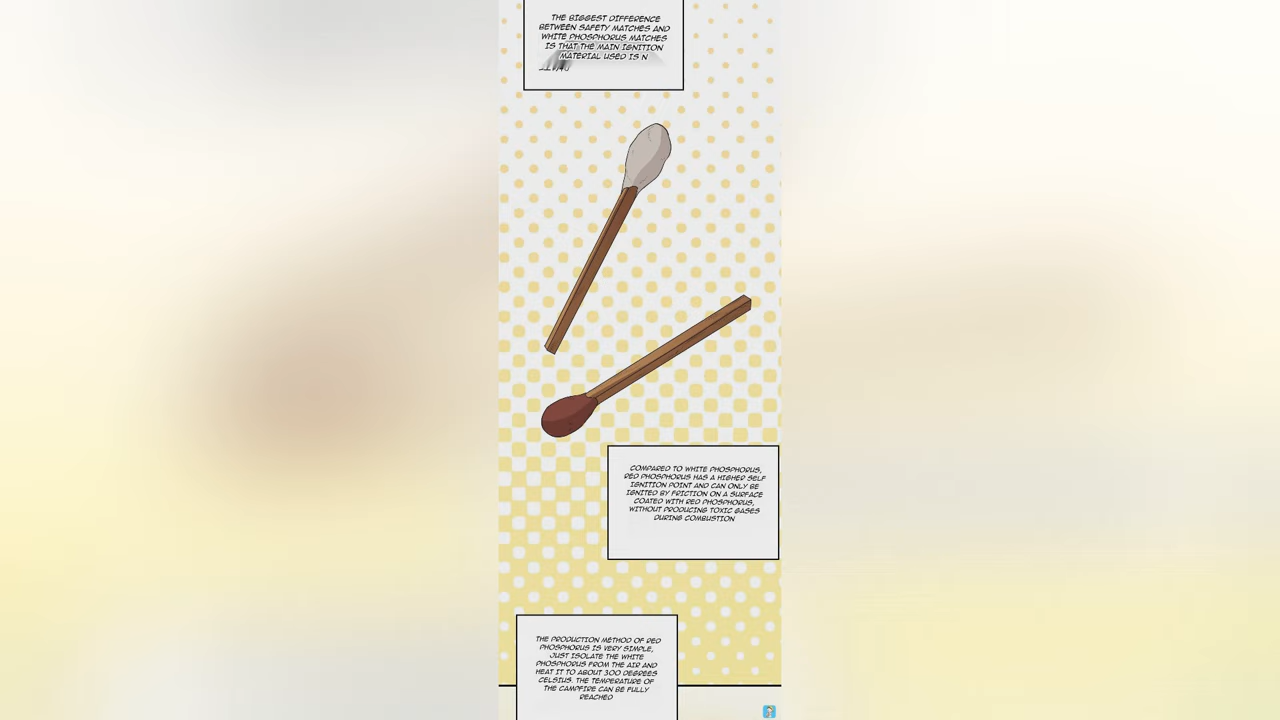 THE BIGGEST DIFFERENCE
BETWEEN SAFETY MATCHES AND
WHITE PHOSPHORUS MATCHES
IS THAT THE MAIN IGNITION
MATERIAL USED IS N
COMPARED TO WHITE PHOSPHORUS,
RED PHOSPHORUS HAS A HIGHER SELF
IGNITION POINT AND CAN ONLY BE
IGNITED BY FRICTION ON A SURFACE
COATED WITH RED PHOSPHORUS,
WITHOUT PRODUCING TOXIC GASES
DURING COMBUSTION
THE PRODUCTION METHOD OF RED
PHOSPHORUS IS VERY SIMPLE,
JUST ISOLATE THE WHITE
PHOSPHORUS FROM THE AIR AND
HEAT IT TO ABOUT 300 DEGREES
CELSIUS. THE TEMPERATURE OF
THE CAMPFIRE CAN BE FULLY
REACHED